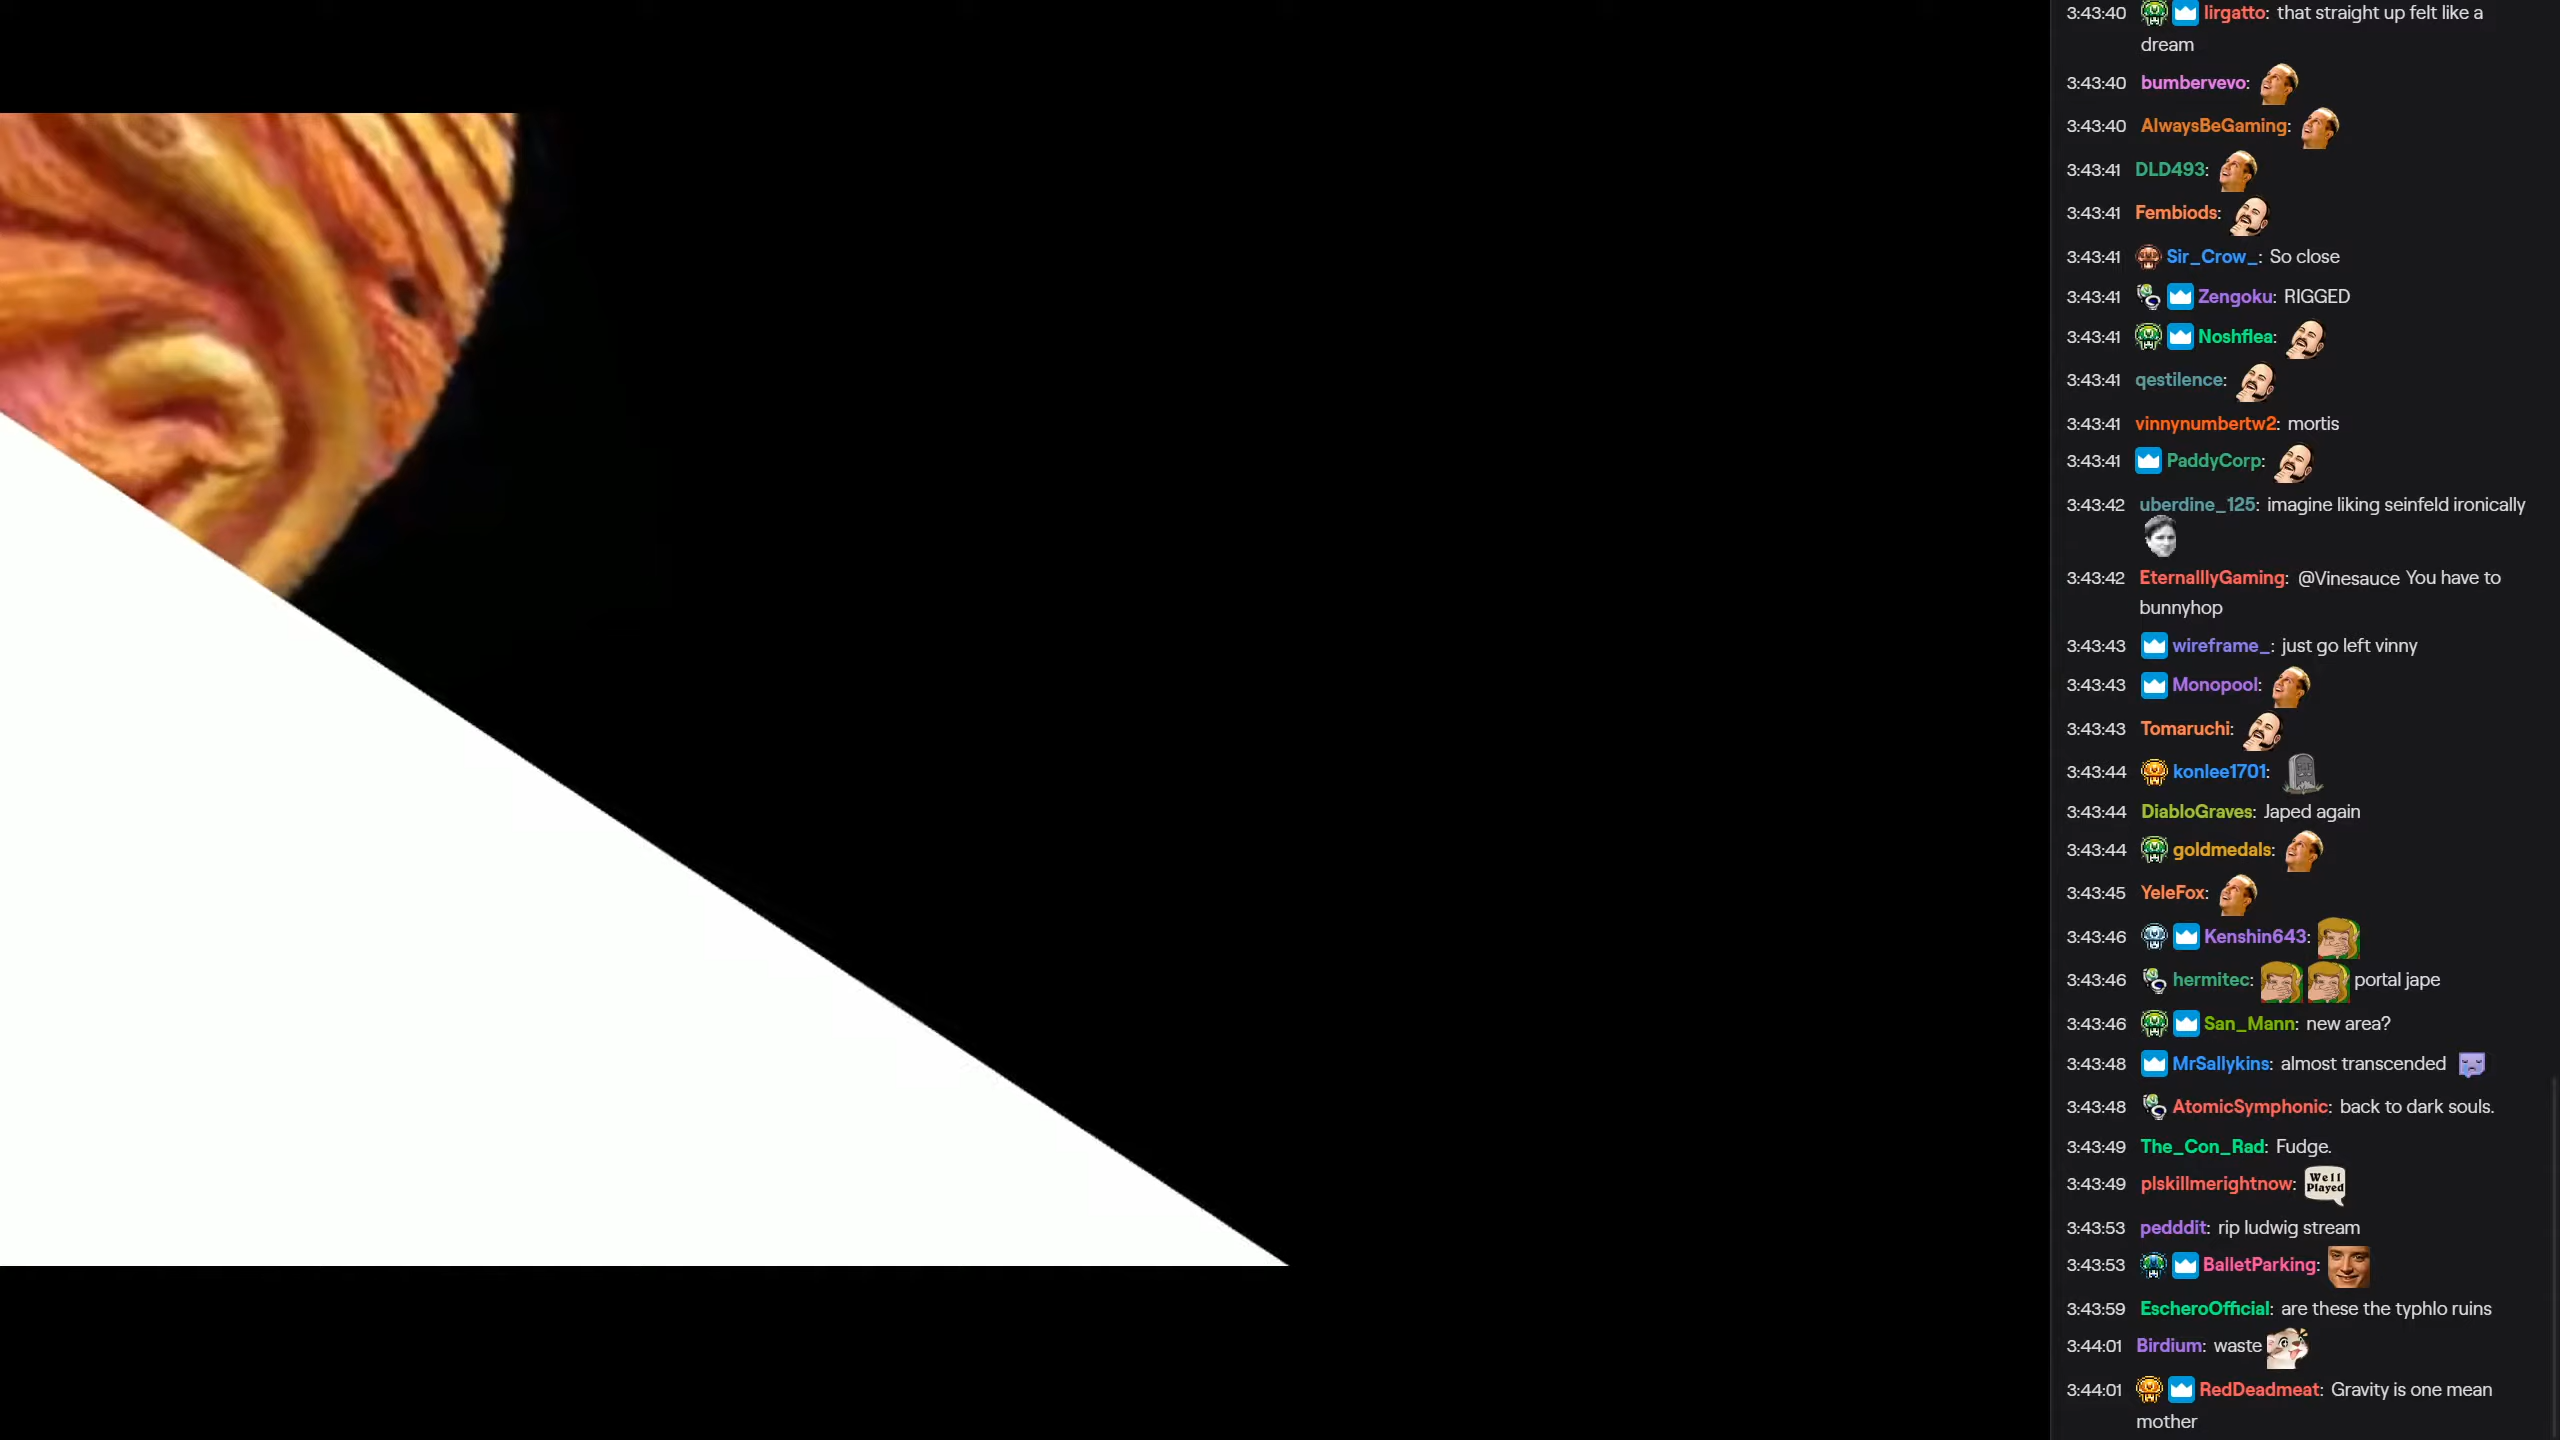 3:43:40 lirgatto: that straight up felt like a
dream
3:43:40 bumbervevo:
3:43:40 AlwaysBeGaming:
3:43:41 DLD493:
3:43:41 Fembiods:
3:43:41 Sir_Crow_: So close
3:43:41 Zengoku: RIGGED
3:43:41 Noshflea:
3:43:41 qestilence:
3:43:41 vinnynumbertw2: mortis
3:43:41 PaddyCorp:
3:43:42 uberdine_125: imagine liking seinfeld ironically
3:43:42 EternalllyGaming: @Vinesauce You have to
bunnyhop
3:43:43 wireframe_: just go left vinny
3:43:43 Monopool:
3:43:43 Tomaruchi:
3:43:44 konlee1701:
3:43:44 DiabloGraves: Japed again
3:43:44 goldmedals:
3:43:45 YeleFox:
3:43:46 Kenshin643:
3:43:46 hermitec: portal jape
3:43:46 San_Mann: new area?
3:43:48 MrSallykins: almost transcended
3:43:48 AtomicSymphonic: back to dark souls.
3:43:49 The_Con_Rad: Fudge.
3:43:49 plskillmerightnow: Well
Played
3:43:53 pedddit: rip ludwig stream
3:43:53 BalletParking:
3:43:59 EscheroOfficial: are these the typhlo ruins
3:44:01 Birdium: waste
3:44:01 RedDeadmeat: Gravity is one mean
mother